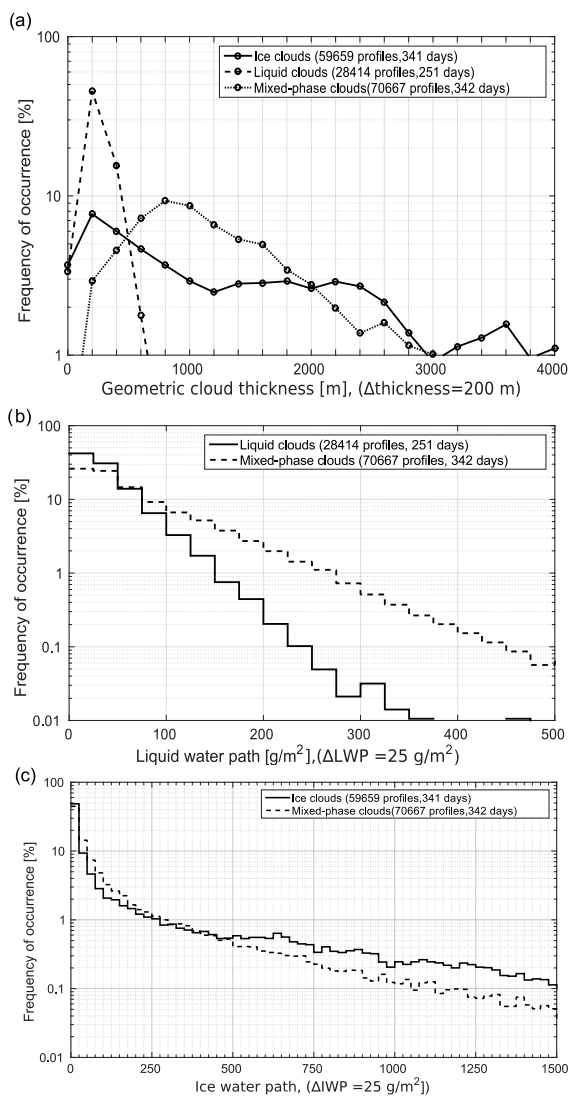 (a)
100
10
1
Frequency of occurrence [%]
Ice clouds (59659 profiles,341 days)
Liquid clouds (28414 profiles,251 days)
Mixed-phase clouds(70667 profiles,342 days)
0 1000 2000 3000 4000
Geometric cloud thickness [m], (Δthickness=200 m)
(b)
100
10
1
0.1
0.01
Frequency of occurrence [%]
Liquid clouds (28414 profiles, 251 days)
Mixed-phase clouds (70667 profiles, 342 days)
0 100 200 300 400 500
Liquid water path [g/m²],(ΔLWP =25 g/m²)
(c)
100
10
1
0.1
0.01
Frequency of occurrence [%]
Ice clouds (59659 profiles,341 days)
Mixed-phase clouds(70667 profiles,342 days)
0 250 500 750 1000 1250 1500
Ice water path, (ΔIWP =25 g/m²])